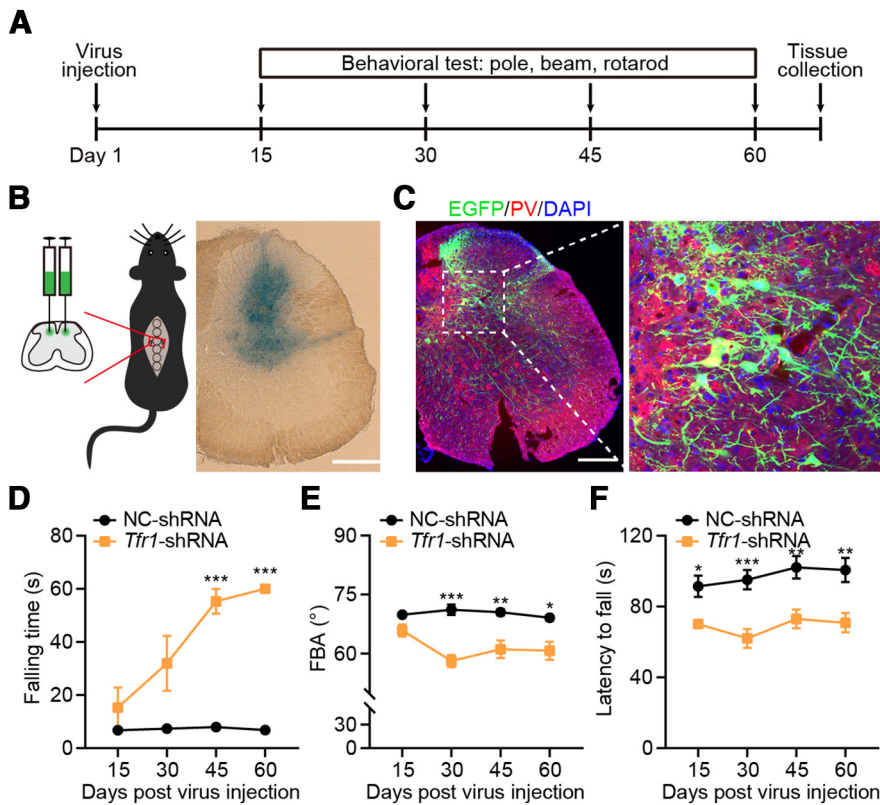 A
Virus
injection
Behavioral test: pole, beam, rotarod
Tissue
collection
Day 1
15
30
45
60
B
C
EGFP/PV/DAPI
D
NC-shRNA
Tfr1-shRNA
80
60
40
20
0
Falling time (s)
***
***
15
30
45
60
Days post virus injection
E
NC-shRNA
Tfr1-shRNA
90
75
60
30
0
FBA (°)
***
**
*
15
30
45
60
Days post virus injection
F
NC-shRNA
Tfr1-shRNA
120
80
40
0
Latency to fall (s)
*
***
**
**
15
30
45
60
Days post virus injection